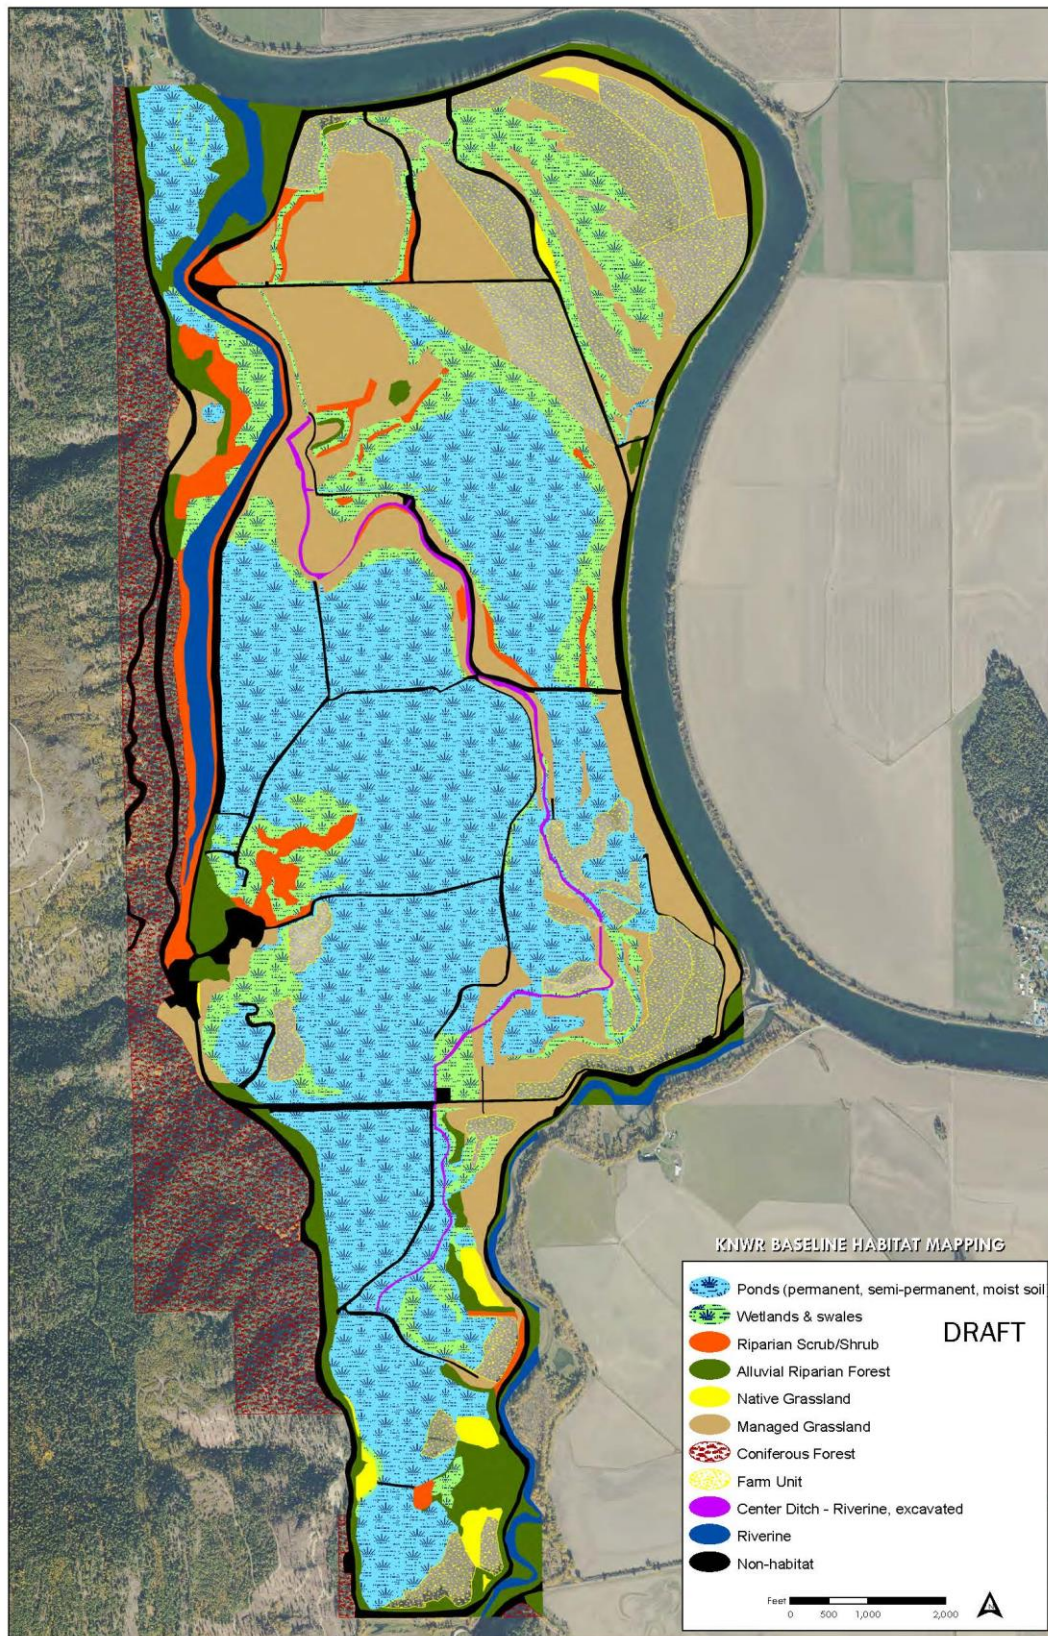 KNWR BASELINE HABITAT MAPPING
Ponds (permanent, semi-permanent, moist soil)
Wetlands & swales
DRAFT
Riparian Scrub/Shrub
Alluvial Riparian Forest
Native Grassland
Managed Grassland
Coniferous Forest
Farm Unit
Center Ditch - Riverine, excavated
Riverine
Non-habitat
Feet
0 500 1,000 2,000